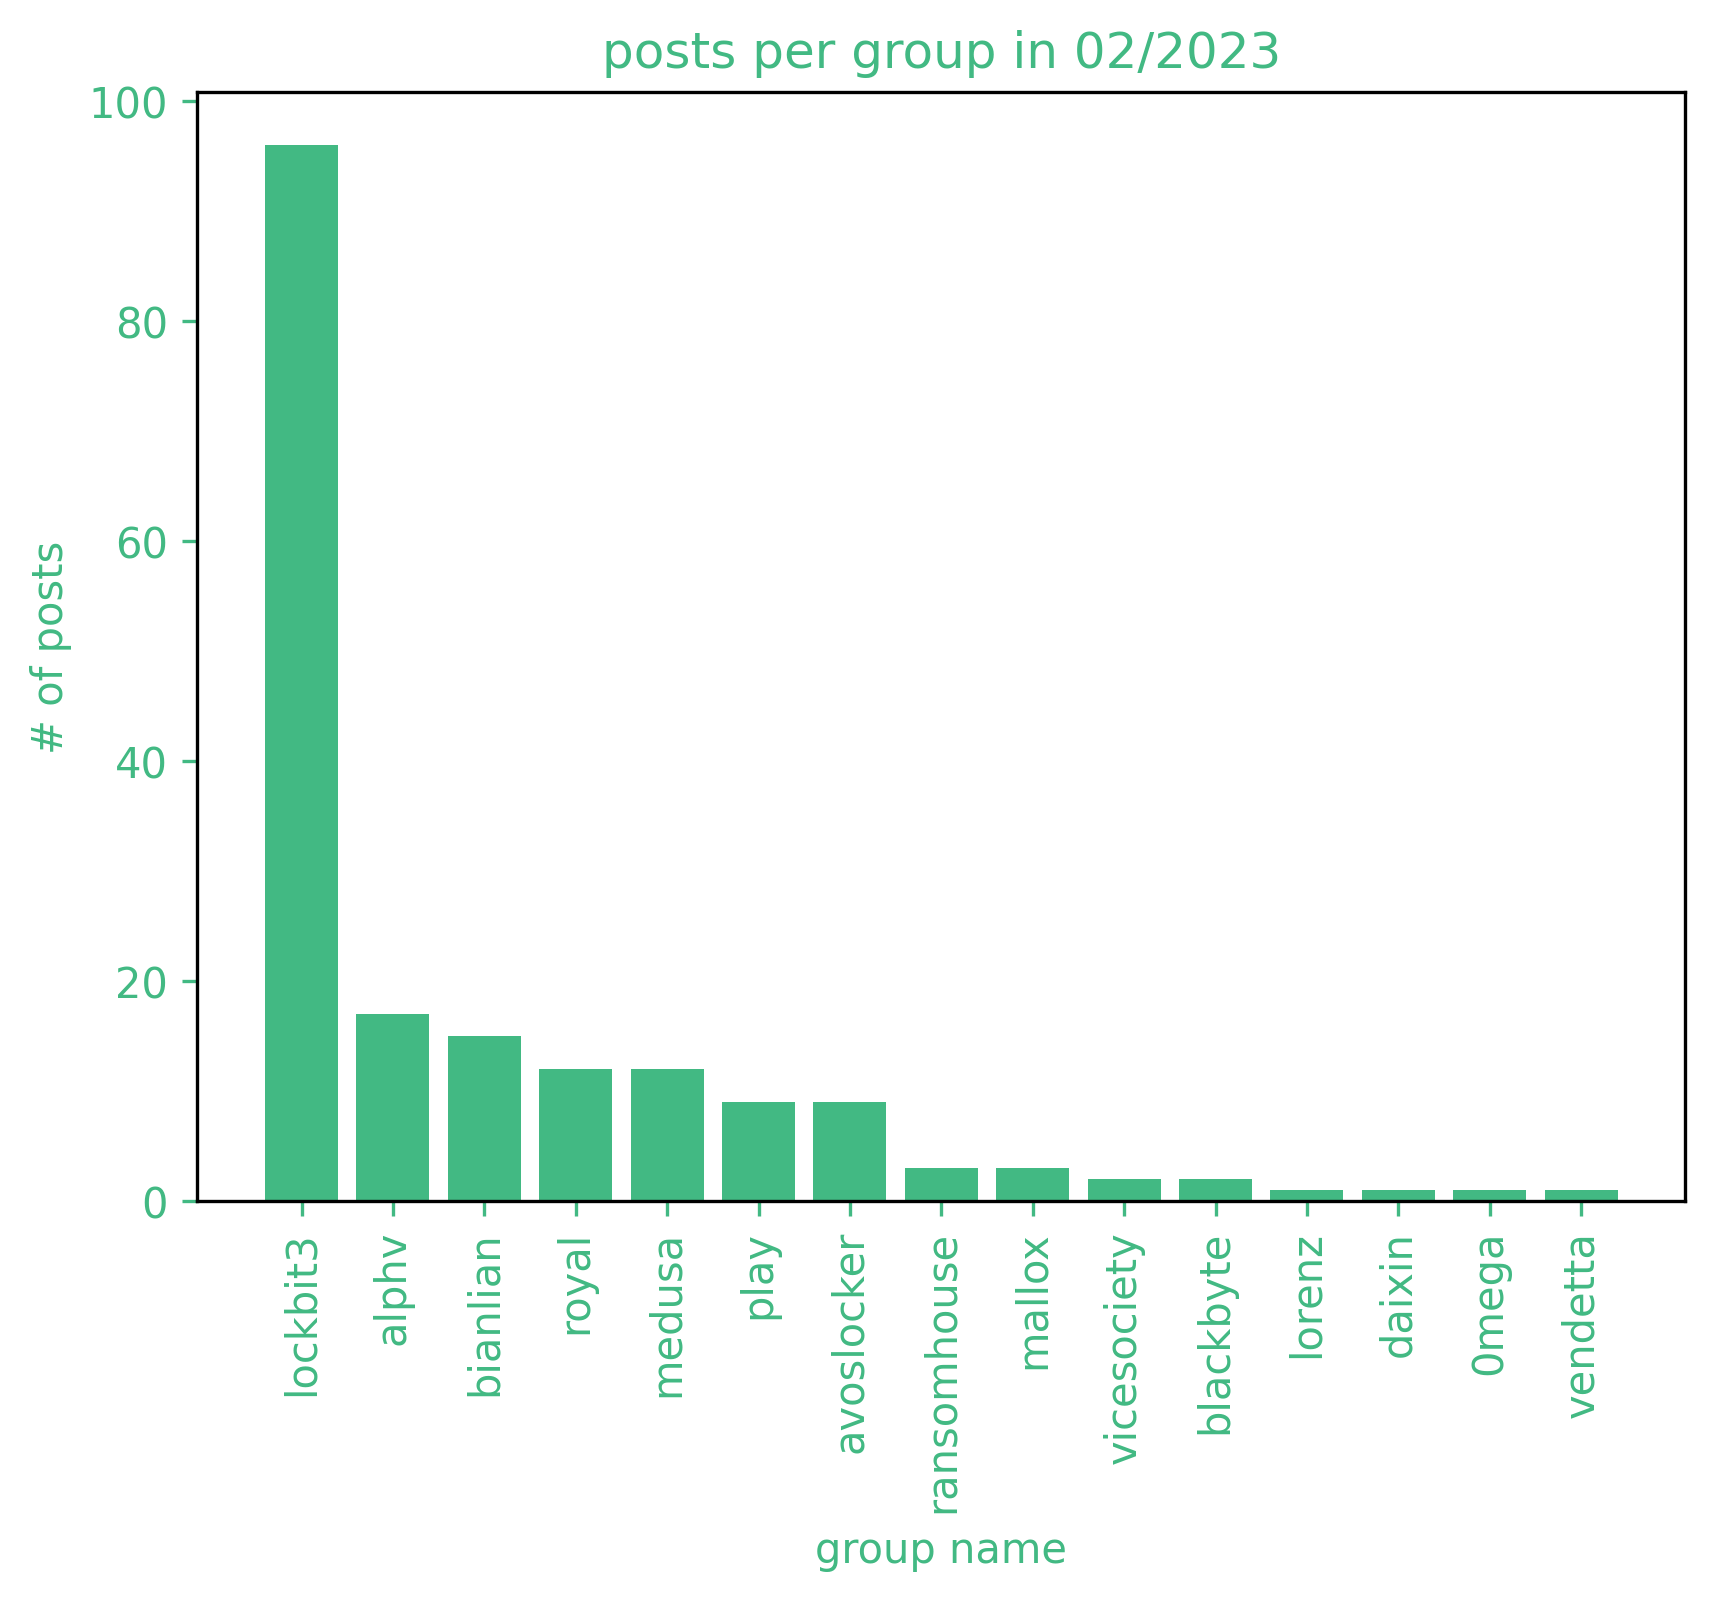 posts per group in 02/2023
# of posts
100
80
60
40
20
0
lockbit3
alphv
bianlian
royal
medusa
play
avoslocker
ransomhouse
mallox
vicesociety
blackbyte
lorenz
daixin
0mega
vendetta
group name